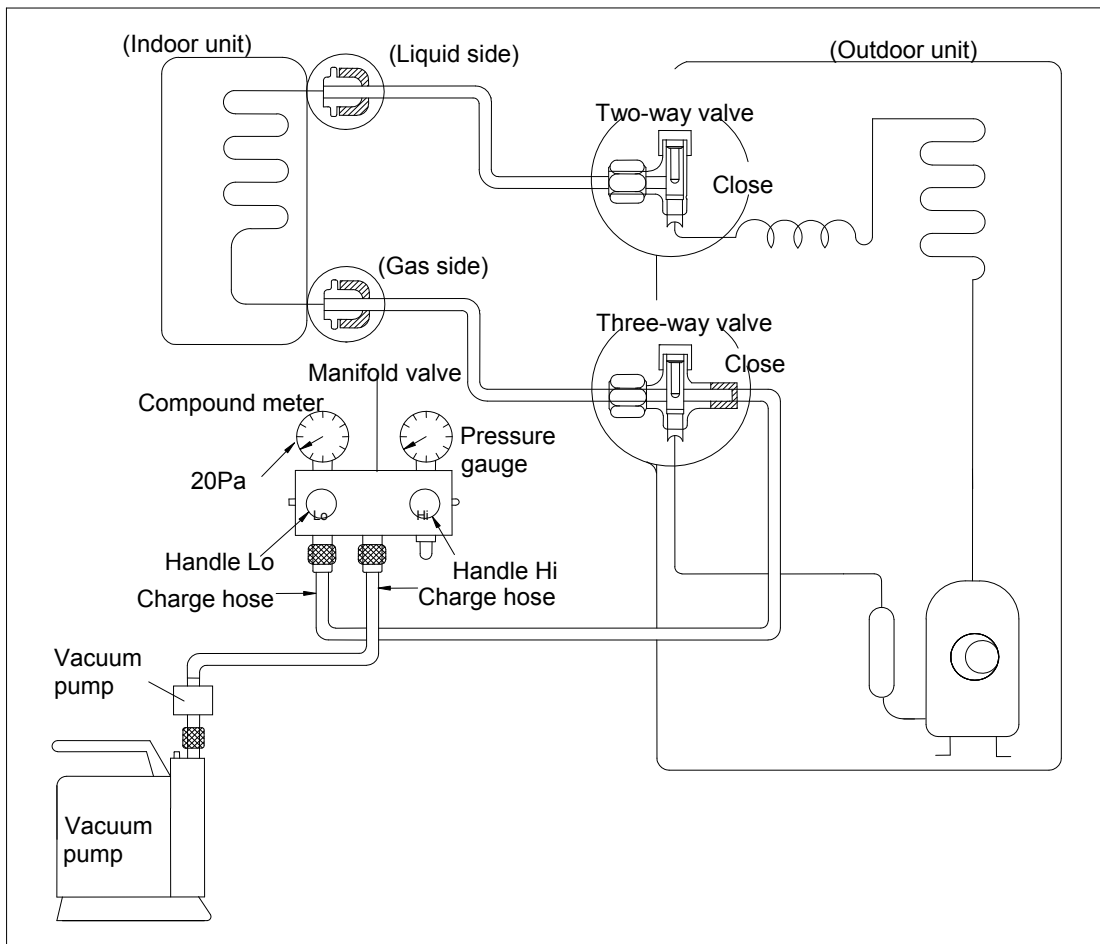 (Indoor unit)
(Liquid side)
(Outdoor unit)
Two-way valve
Close
(Gas side)
Three-way valve
Close
Manifold valve
Compound meter
Pressure
gauge
20Pa
Lo
Hi
Handle Lo
Handle Hi
Charge hose
Charge hose
Vacuum
pump
Vacuum
pump